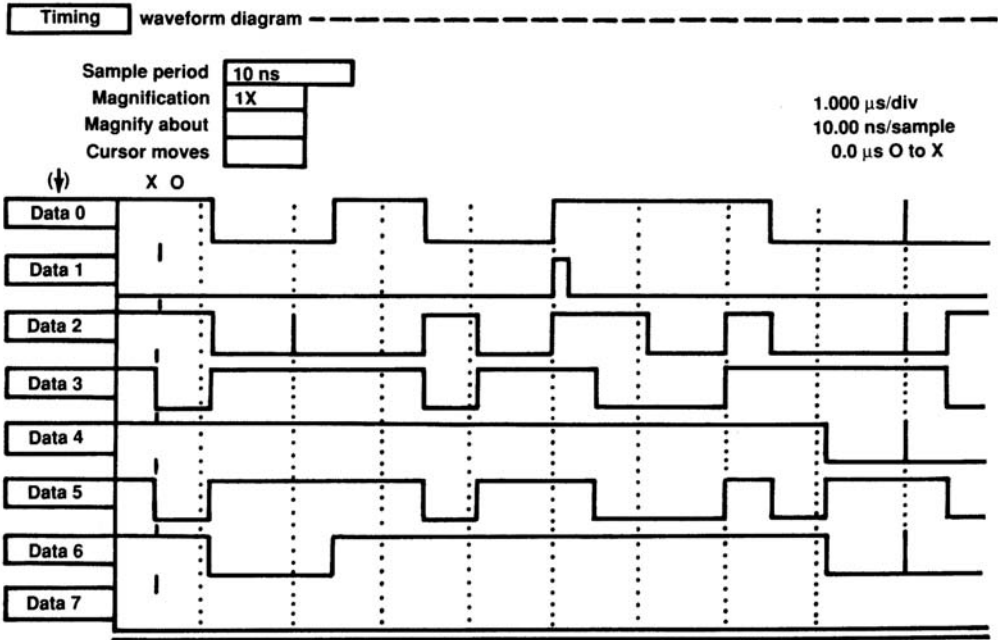 Timing waveform diagram
Sample period 10 ns
Magnification 1X
Magnify about
Cursor moves
1.000 μs/div
10.00 ns/sample
0.0 μs O to X
X O
Data 0
Data 1
Data 2
Data 3
Data 4
Data 5
Data 6
Data 7